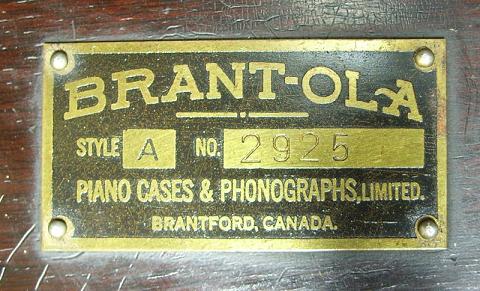 BRANT-OLA
STYLE A NO. 2925
PIANO CASES & PHONOGRAPHS, LIMITED.
BRANTFORD, CANADA.